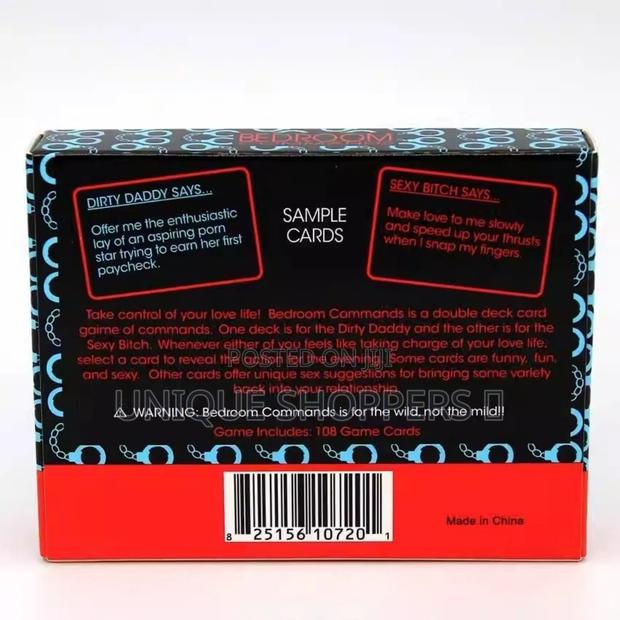 BEDROOM
DIRTY DADDY SAYS...
Offer me the enthusiastic
lay of an aspiring porn
star trying to earn her first
paycheck.
SAMPLE
CARDS
SEXY BITCH SAYS...
Make love to me slowly
and speed up your thrusts
when I snap my fingers.
Take control of your love life! Bedroom Commands is a double deck card
gairne of commands. One deck is for the Dirty Daddy and the other is for the
Sexy Bitch. Whenever either of you feels like taking charge of your love life,
select a card to reveal the action of the evening. Some cards are funny, fun,
and sexy. Other cards offer unique sex suggestions for bringing some variety
back into your relationship.
POSTED ON JIJI
UNIQUE SHOPPERS
⚠ WARNING: Bedroom Commands is for the wild, not the mild!!
Game Includes: 108 Game Cards
8 25156 10720 1
Made in China